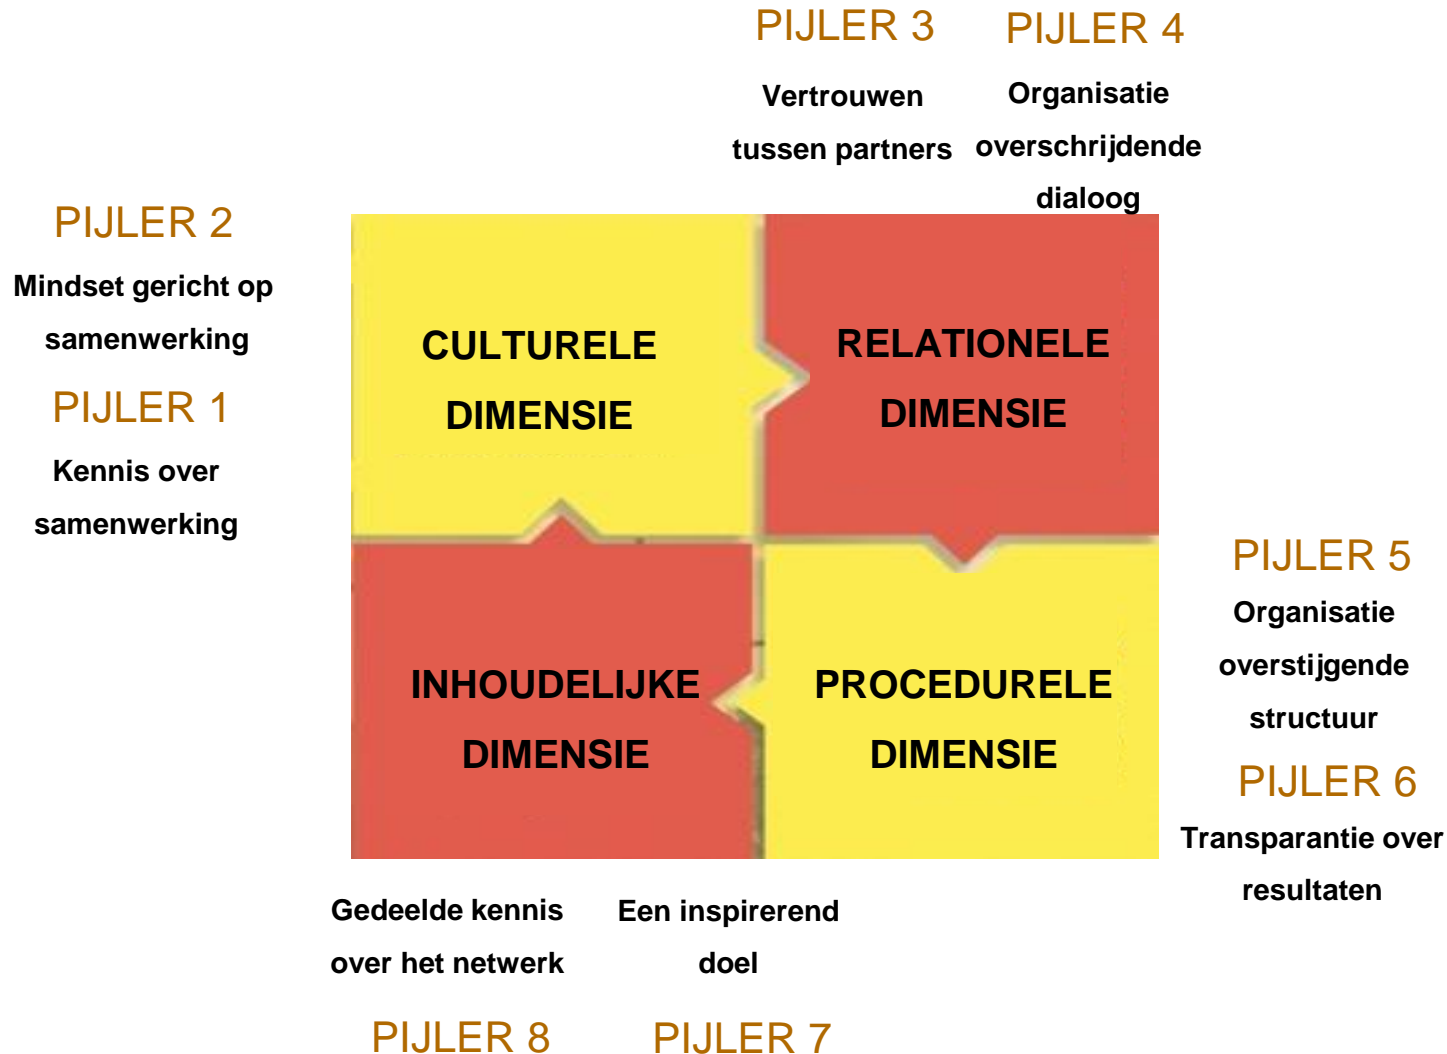 PIJLER 3
Vertrouwen
tussen partners
PIJLER 4
Organisatie
overschrijdende
dialoog
PIJLER 2
Mindset gericht op
samenwerking
PIJLER 1
Kennis over
samenwerking
CULTURELE
DIMENSIE
RELATIONELE
DIMENSIE
INHOUDELIJKE
DIMENSIE
PROCEDURELE
DIMENSIE
PIJLER 5
Organisatie
overstijgende
structuur
PIJLER 6
Transparantie over
resultaten
Gedeelde kennis
over het netwerk
PIJLER 8
Een inspirerend
doel
PIJLER 7